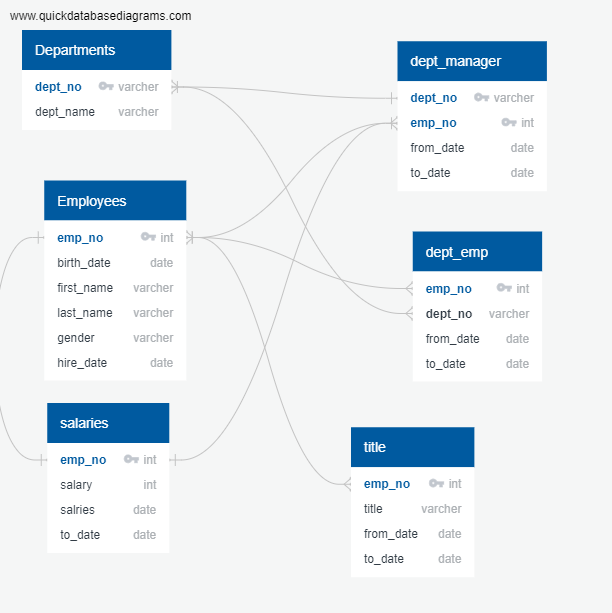 www.quickdatabasediagrams.com
Departments
dept_no varcher
dept_name varcher
dept_manager
dept_no varcher
emp_no int
from_date date
to_date date
Employees
emp_no int
birth_date date
first_name varcher
last_name varcher
gender varcher
hire_date date
dept_emp
emp_no int
dept_no varcher
from_date date
to_date date
salaries
emp_no int
salary int
salries date
to_date date
title
emp_no int
title varcher
from_date date
to_date date